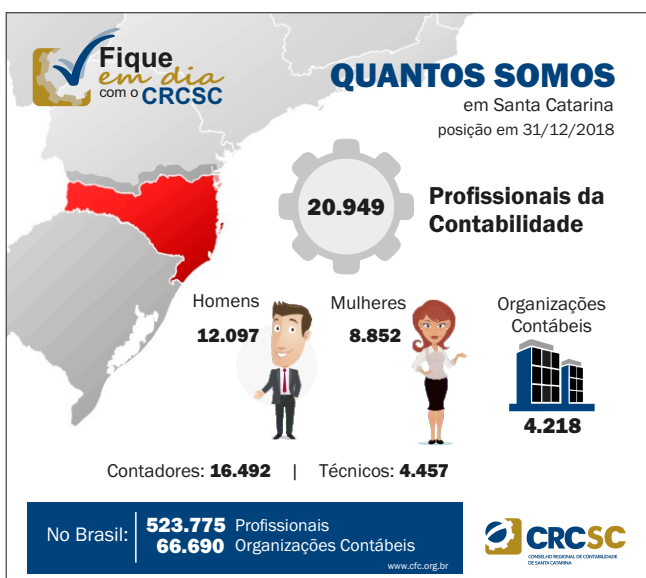 Fique
em dia
com o CRCSC
QUANTOS SOMOS
em Santa Catarina
posição em 31/12/2018
20.949
Profissionais da
Contabilidade
Homens
12.097
Mulheres
8.852
Organizações
Contábeis
4.218
Contadores: 16.492 | Técnicos: 4.457
No Brasil:
523.775 Profissionais
66.690 Organizações Contábeis
www.cfc.org.br
CRCSC
CONSELHO REGIONAL DE CONTABILIDADE
DE SANTA CATARINA